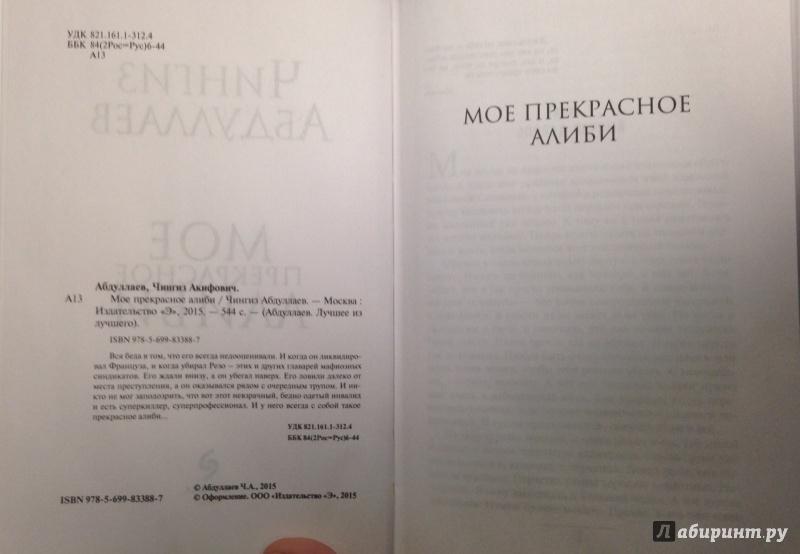 УДК 821.161.1-312.4
ББК 84(2Рос=Рус)6-44
А13
ЧИНГИЗ
АБДУЛЛАЕВ
МОЕ
ПРЕКРАСНОЕ
Абдуллаев, Чингиз Акифович.
А13 Мое прекрасное алиби / Чингиз Абдуллаев. — Москва :
Издательство «Э», 2015. — 544 с. — (Абдуллаев. Лучшее из
лучшего).
ISBN 978-5-699-83388-7
Вся беда в том, что его всегда недооценивали. И когда он ликвидиро-
вал Француза, и когда убирал Резо – этих и других главарей мафиозных
синдикатов. Его ждали внизу, а он убегал наверх. Его ловили далеко от
места преступления, а он оказывался рядом с очередным трупом. И ни-
кто не мог заподозрить, что вот этот невзрачный, бедно одетый инвалид
и есть суперкиллер, суперпрофессионал. И у него всегда с собой такое
прекрасное алиби...
УДК 821.161.1-312.4
ББК 84(2Рос=Рус)6-44
© Абдуллаев Ч.А., 2015
ISBN 978-5-699-83388-7
© Оформление. ООО «Издательство «Э», 2015
МОЕ ПРЕКРАСНОЕ
АЛИБИ
Лабиринт.ру